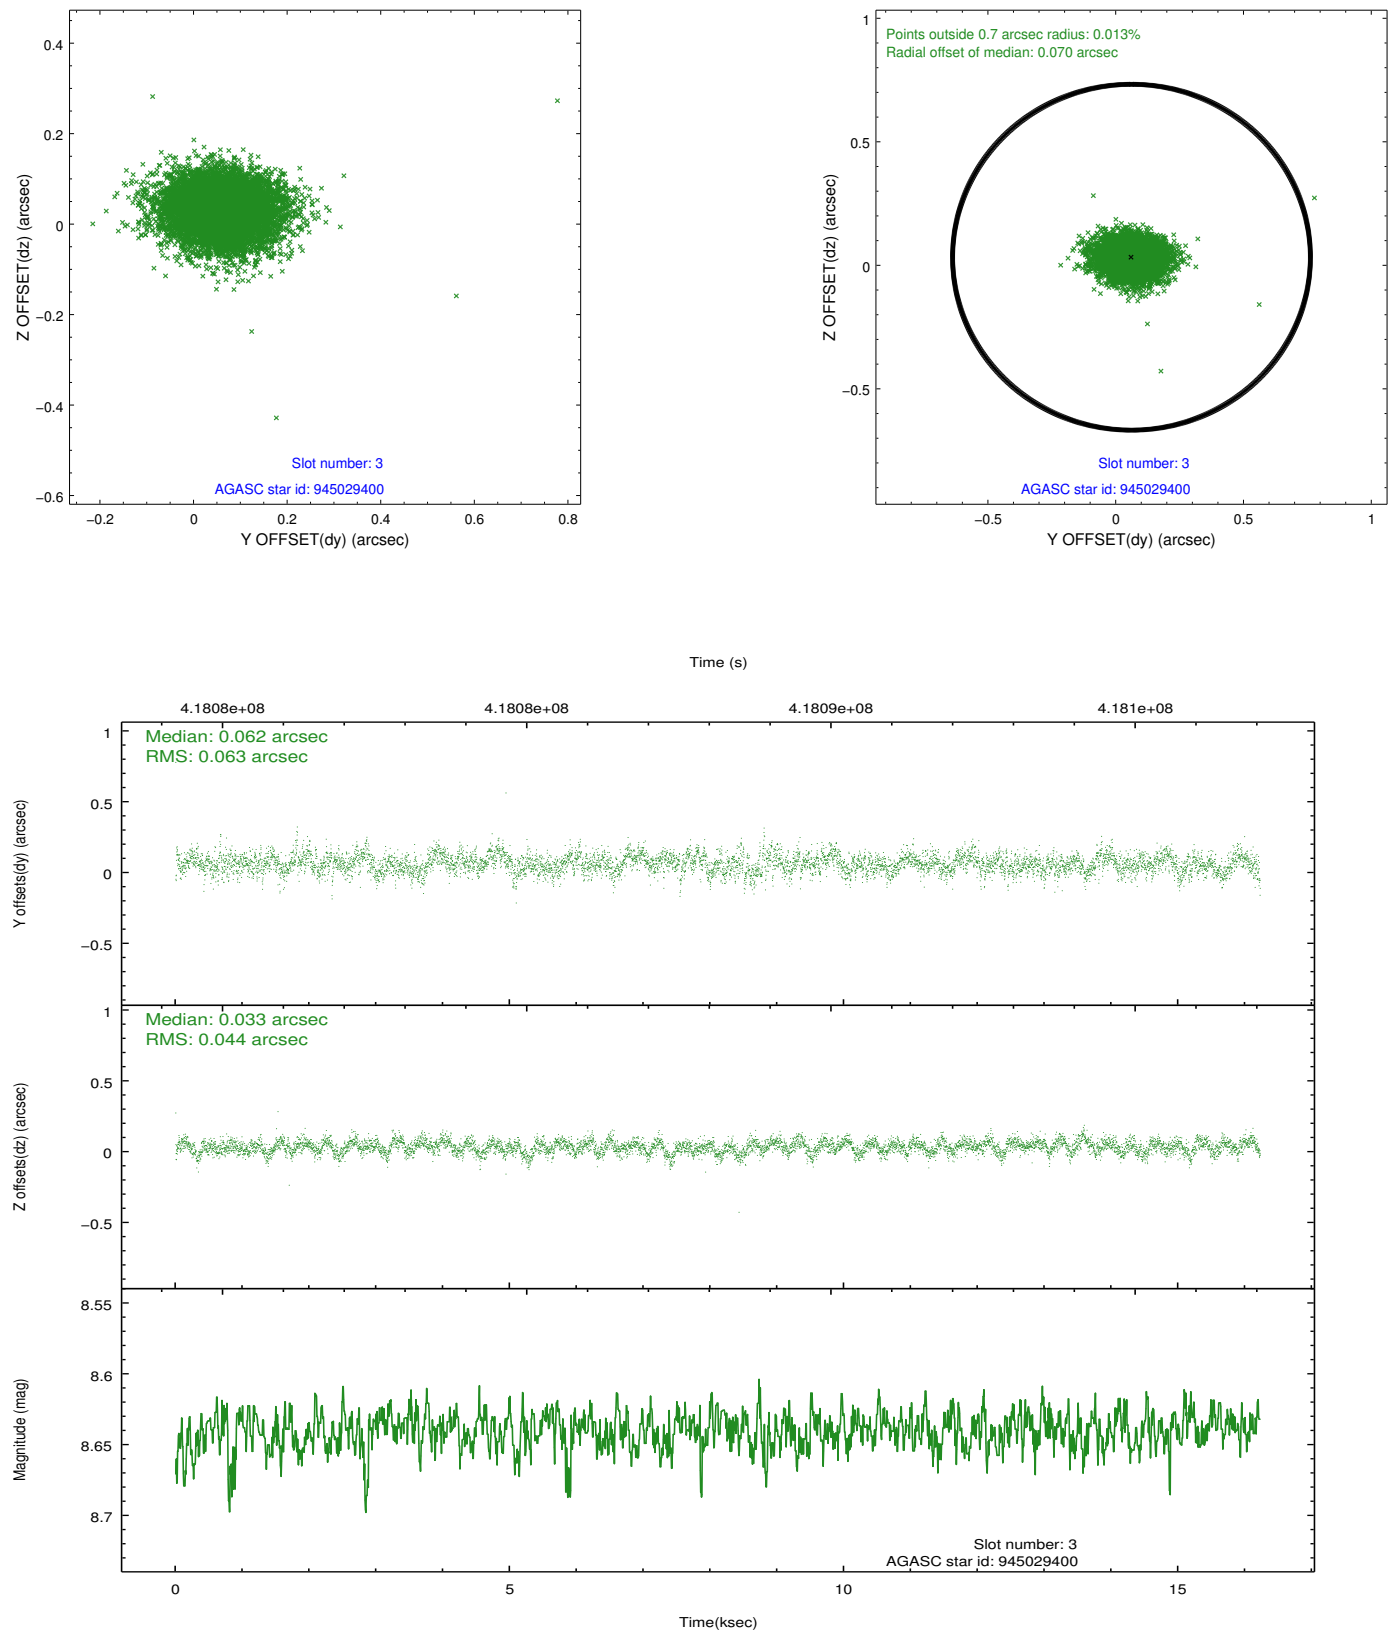 0.4
0.2
0
−0.2
−0.4
−0.6
Z OFFSET(dz) (arcsec)
Slot number: 3
AGASC star id: 945029400
−0.2 0 0.2 0.4 0.6 0.8
Y OFFSET(dy) (arcsec)
1
0.5
0
−0.5
Z OFFSET(dz) (arcsec)
Points outside 0.7 arcsec radius: 0.013%
Radial offset of median: 0.070 arcsec
Slot number: 3
AGASC star id: 945029400
−0.5 0 0.5 1
Y OFFSET(dy) (arcsec)
Time (s)
4.1808e+08 4.1808e+08 4.1809e+08 4.181e+08
Median: 0.062 arcsec
RMS: 0.063 arcsec
1
0.5
0
−0.5
Y offsets(dy) (arcsec)
Median: 0.033 arcsec
RMS: 0.044 arcsec
1
0.5
0
−0.5
Z offsets(dz) (arcsec)
8.55
8.6
8.65
8.7
Magnitude (mag)
Slot number: 3
AGASC star id: 945029400
0 5 10 15
Time(ksec)